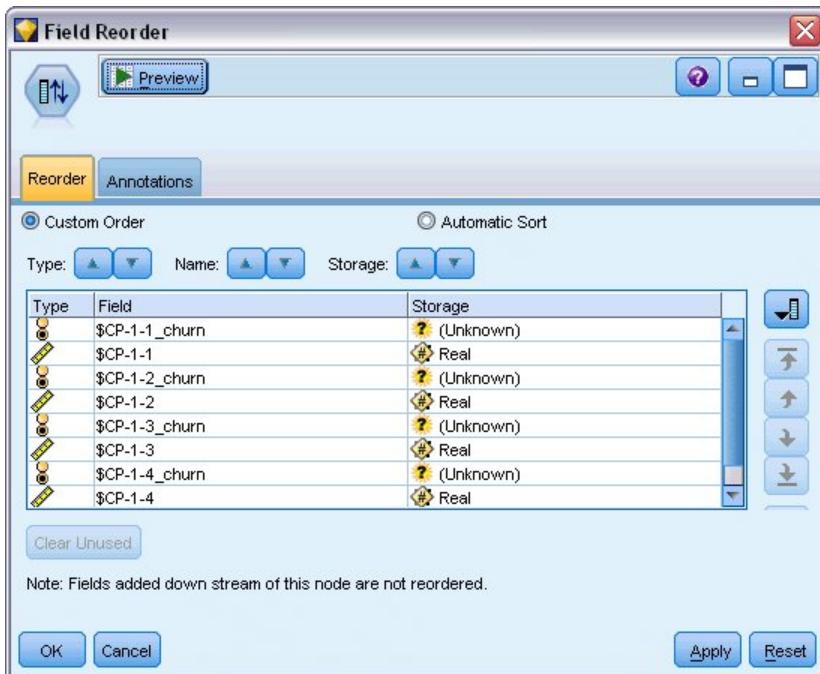 Field Reorder
Preview
Reorder Annotations
Custom Order Automatic Sort
Type: Name: Storage:
Type Field Storage
$CP-1-1_churn ? (Unknown)
$CP-1-1 # Real
$CP-1-2_churn ? (Unknown)
$CP-1-2 # Real
$CP-1-3_churn ? (Unknown)
$CP-1-3 # Real
$CP-1-4_churn ? (Unknown)
$CP-1-4 # Real
Clear Unused
Note: Fields added down stream of this node are not reordered.
OK Cancel Apply Reset